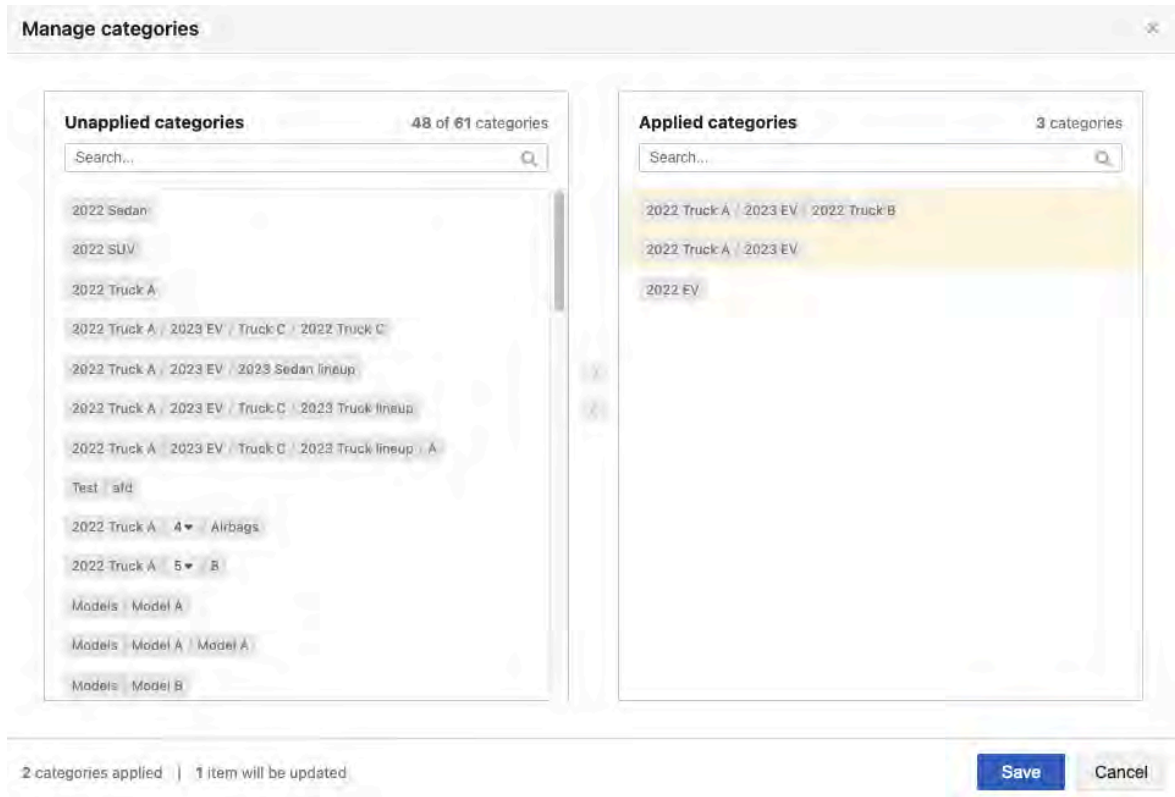 Manage categories
Unapplied categories 48 of 61 categories
Search...
2022 Sedan
2022 SUV
2022 Truck A
2022 Truck A / 2023 EV / Truck C / 2022 Truck C
2022 Truck A / 2023 EV / 2023 Sedan lineup
2022 Truck A / 2023 EV / Truck C / 2023 Truck lineup
2022 Truck A / 2023 EV / Truck C / 2023 Truck lineup / A
Test / afd
2022 Truck A / 4 / Airbags
2022 Truck A / 5 / B
Models / Model A
Models / Model A / Model A
Models / Model B
Applied categories 3 categories
Search...
2022 Truck A / 2023 EV / 2022 Truck B
2022 Truck A / 2023 EV
2022 EV
2 categories applied | 1 item will be updated
Save Cancel